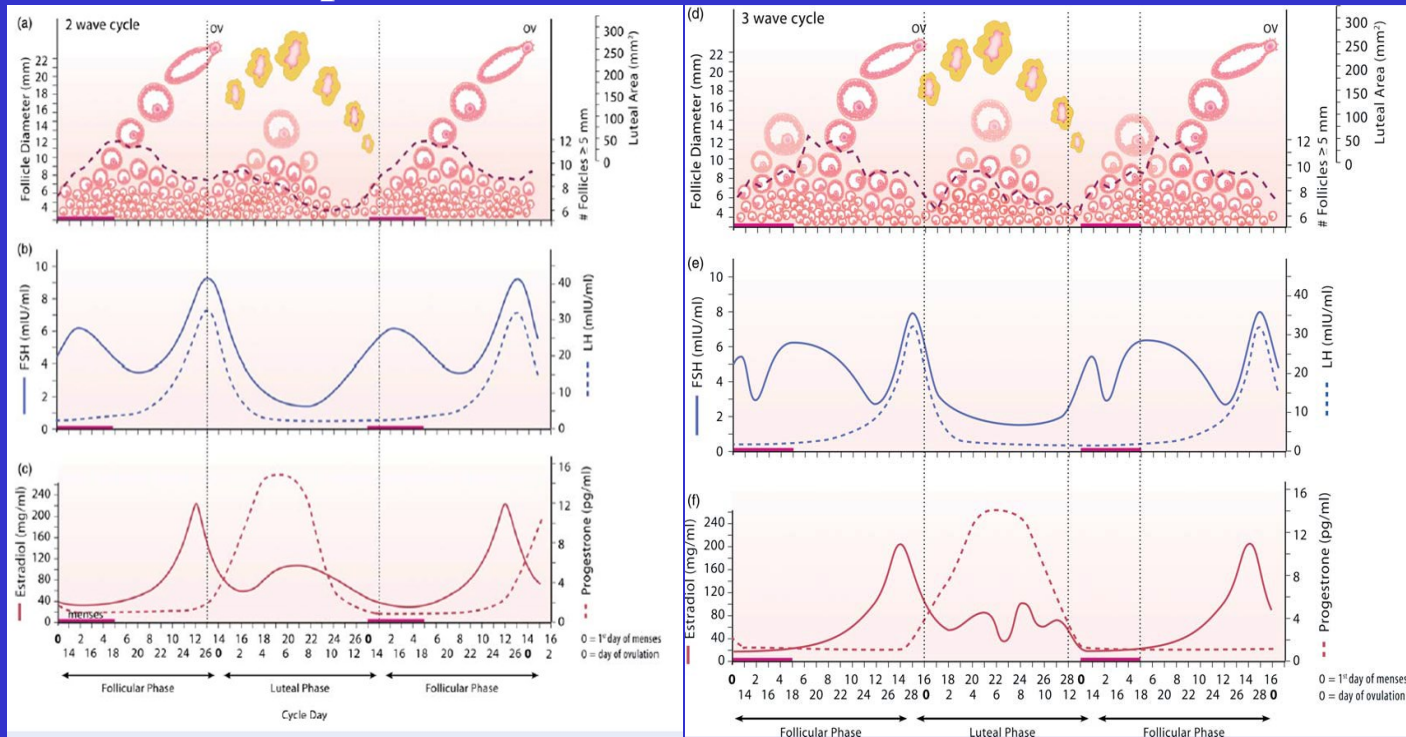 (a)
2 wave cycle
OV
OV
Follicle Diameter (mm)
22
20
18
16
14
12
10
8
6
4
300
250
200
150
100
50
0
Luteal Area (mm²)
12
10
8
6
# Follicles ≥ 5 mm
(b)
FSH (mIU/ml)
10
8
6
4
2
0
40
30
20
10
0
LH (mIU/ml)
(c)
Estradiol (mg/ml)
240
200
160
120
80
40
0
menses
16
12
8
4
2
0
Progestrone (pg/ml)
0 2 4 6 8 10 12 14 16 18 20 22 24 26 0 2 4 6 8 10 12 14 16
14 16 18 20 22 24 26 0 2 4 6 8 10 12 14 16 18 20 22 24 26 0 2
0 = 1st day of menses
0 = day of ovulation
Follicular Phase
Luteal Phase
Follicular Phase
Cycle Day
(d)
3 wave cycle
OV
OV
Follicle Diameter (mm)
22
20
18
16
14
12
10
8
6
4
300
250
200
150
100
50
0
Luteal Area (mm²)
12
10
8
6
# Follicles ≥ 5 mm
(e)
FSH (mIU/ml)
10
8
6
4
2
0
40
30
20
10
0
LH (mIU/ml)
(f)
Estradiol (mg/ml)
240
200
160
120
80
40
0
16
12
8
4
0
Progestrone (pg/ml)
0 2 4 6 8 10 12 14 16 18 20 22 24 26 28 0 2 4 6 8 10 12 14 16
14 16 18 20 22 24 26 28 0 2 4 6 8 10 12 14 16 18 20 22 24 26 28 0
0 = 1st day of menses
0 = day of ovulation
Follicular Phase
Luteal Phase
Follicular Phase